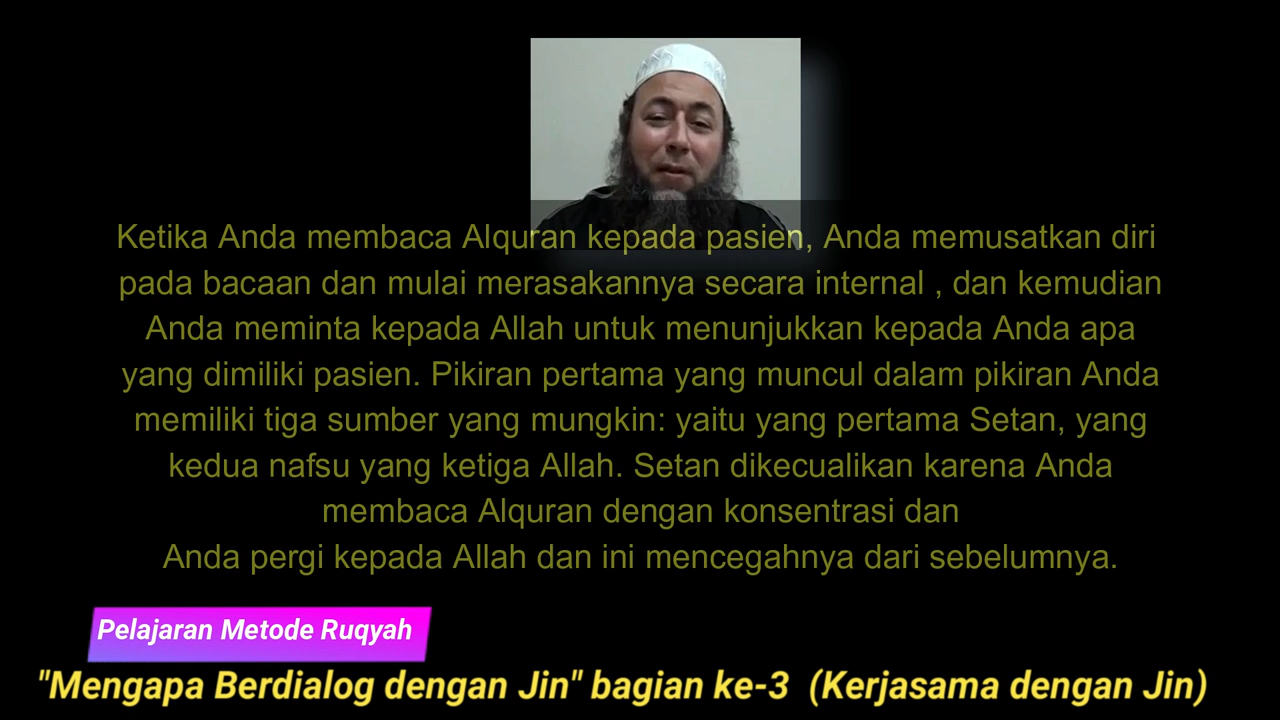 Ketika Anda membaca Alquran kepada pasien, Anda memusatkan diri
pada bacaan dan mulai merasakannya secara internal , dan kemudian
Anda meminta kepada Allah untuk menunjukkan kepada Anda apa
yang dimiliki pasien. Pikiran pertama yang muncul dalam pikiran Anda
memiliki tiga sumber yang mungkin: yaitu yang pertama Setan, yang
kedua nafsu yang ketiga Allah. Setan dikecualikan karena Anda
membaca Alquran dengan konsentrasi dan
Anda pergi kepada Allah dan ini mencegahnya dari sebelumnya.
Pelajaran Metode Ruqyah
"Mengapa Berdialog dengan Jin" bagian ke-3 (Kerjasama dengan Jin)